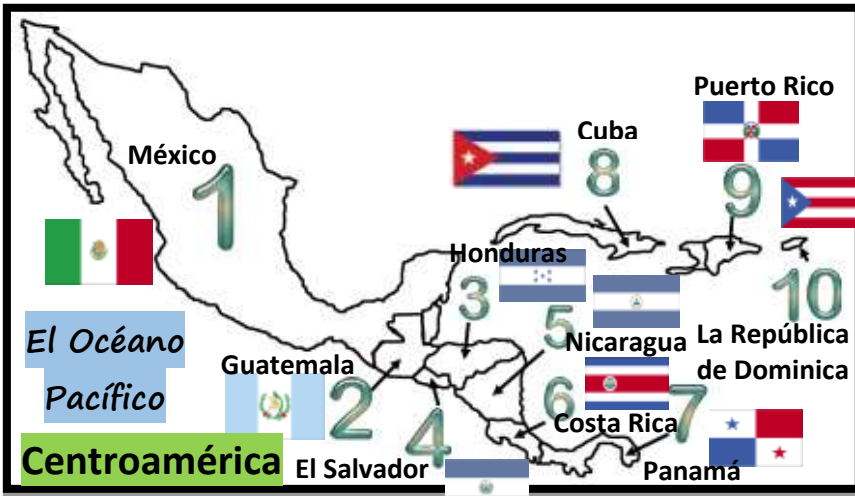 Puerto Rico
Cuba
8
9
México
1
Honduras
3
10
5
La República
de Dominica
Nicaragua
El Océano
Pacífico
Guatemala
2
6
7
4
Costa Rica
Centroamérica
El Salvador
Panamá